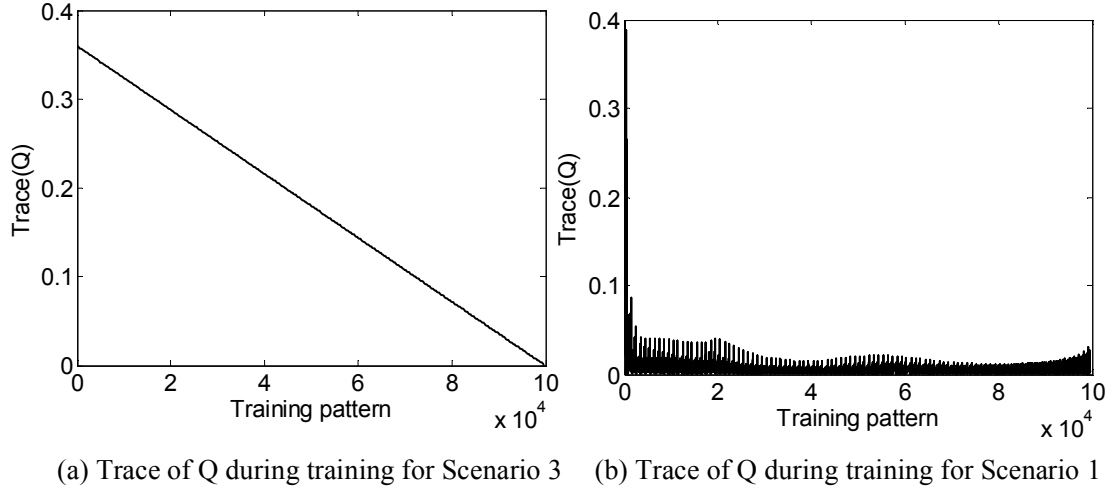 0.4
0.3
0.2
0.1
0
Trace(Q)
0 2 4 6 8 10
Training pattern
x 10^4
0.4
0.3
0.2
0.1
0
Trace(Q)
0 2 4 6 8 10
Training pattern
x 10^4
(a) Trace of Q during training for Scenario 3
(b) Trace of Q during training for Scenario 1